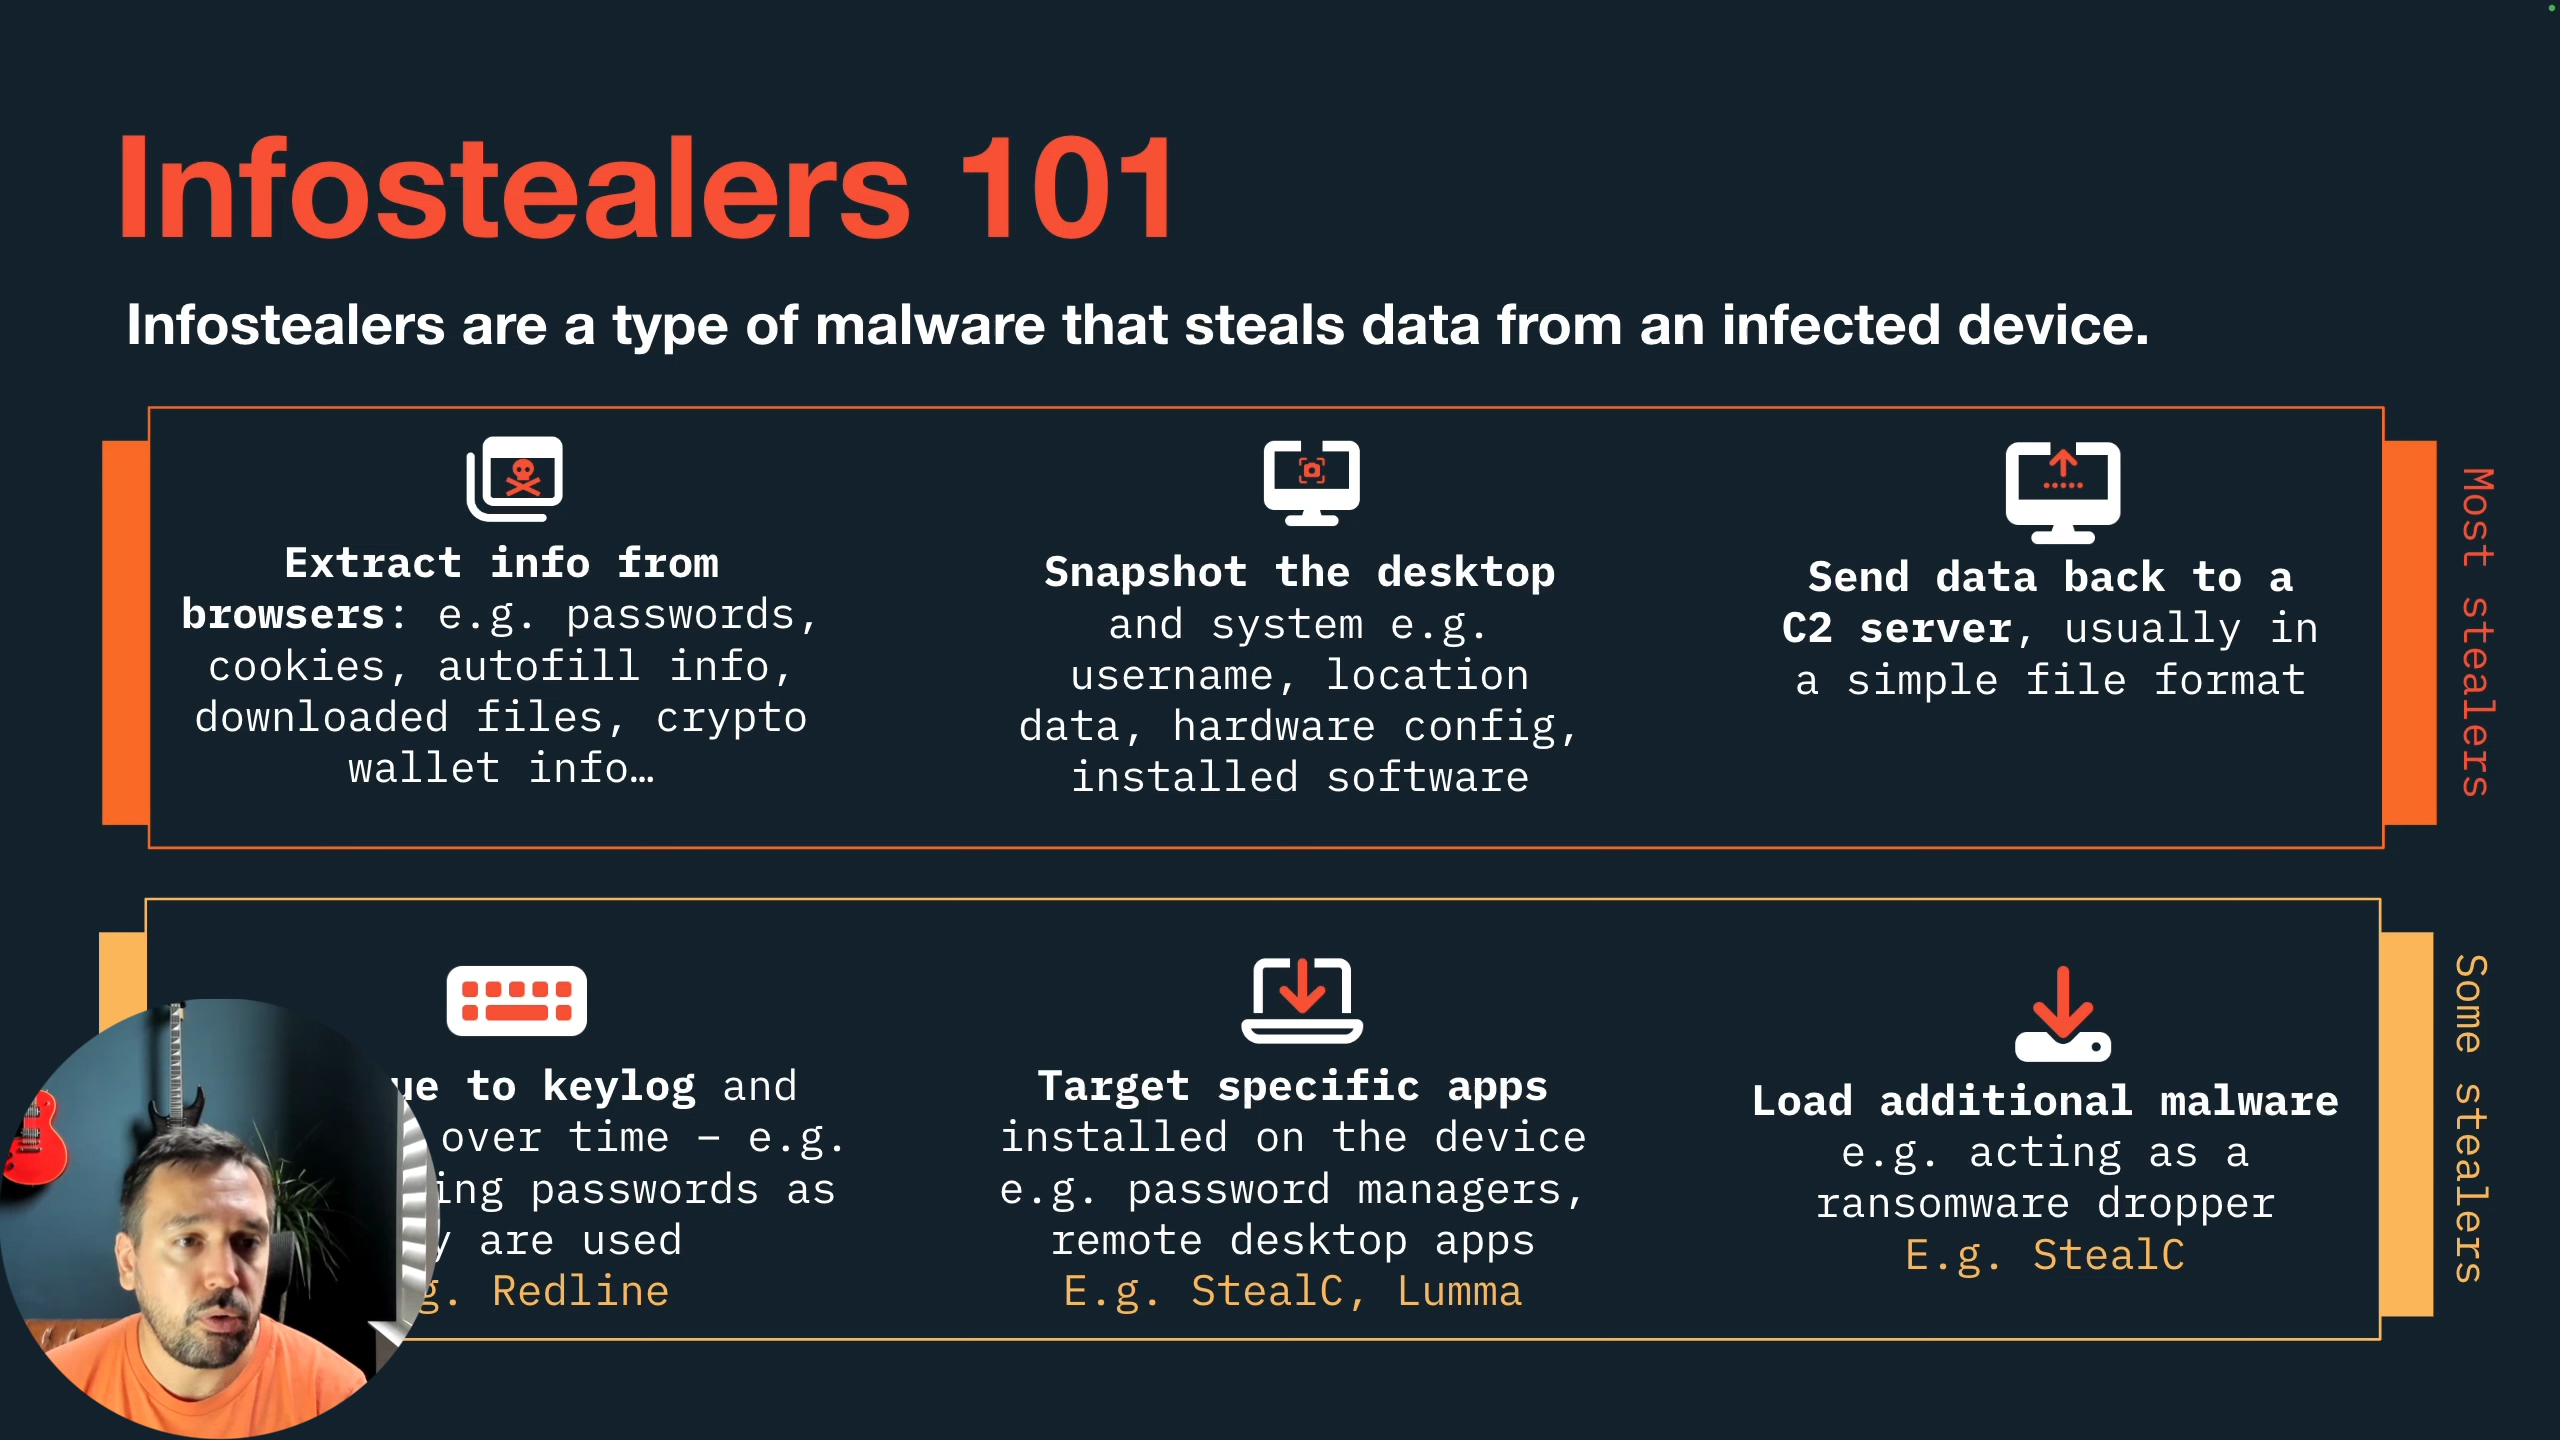 Infostealers 101
Infostealers are a type of malware that steals data from an infected device.
Extract info from
browsers: e.g. passwords,
cookies, autofill info,
downloaded files, crypto
wallet info…
Snapshot the desktop
and system e.g.
username, location
data, hardware config,
installed software
Send data back to a
C2 server, usually in
a simple file format
Most stealers
to keylog and
over time – e.g.
passwords as
are used
Redline
Target specific apps
installed on the device
e.g. password managers,
remote desktop apps
E.g. StealC, Lumma
Load additional malware
e.g. acting as a
ransomware dropper
E.g. StealC
Some stealers